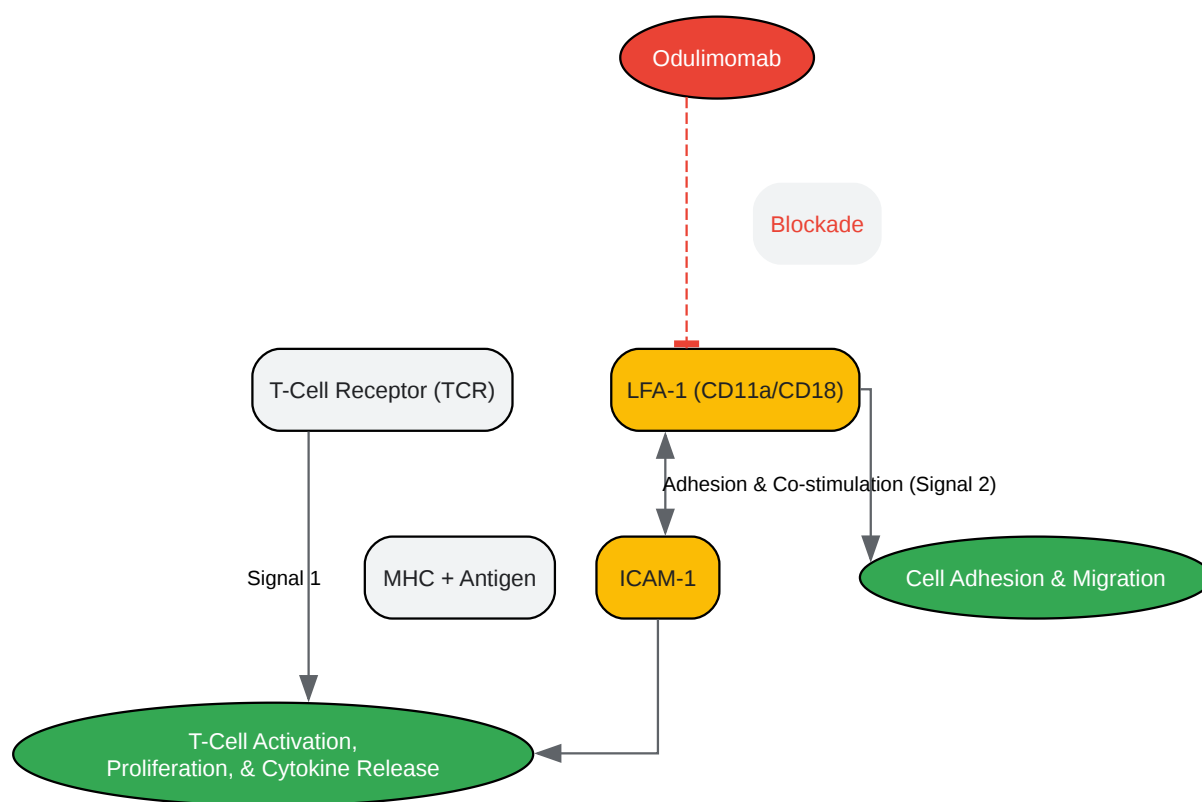 Odulimomab
Blockade
T-Cell Receptor (TCR)
LFA-1 (CD11a/CD18)
Adhesion & Co-stimulation (Signal 2)
Signal 1
MHC + Antigen
ICAM-1
Cell Adhesion & Migration
T-Cell Activation,
Proliferation, & Cytokine Release